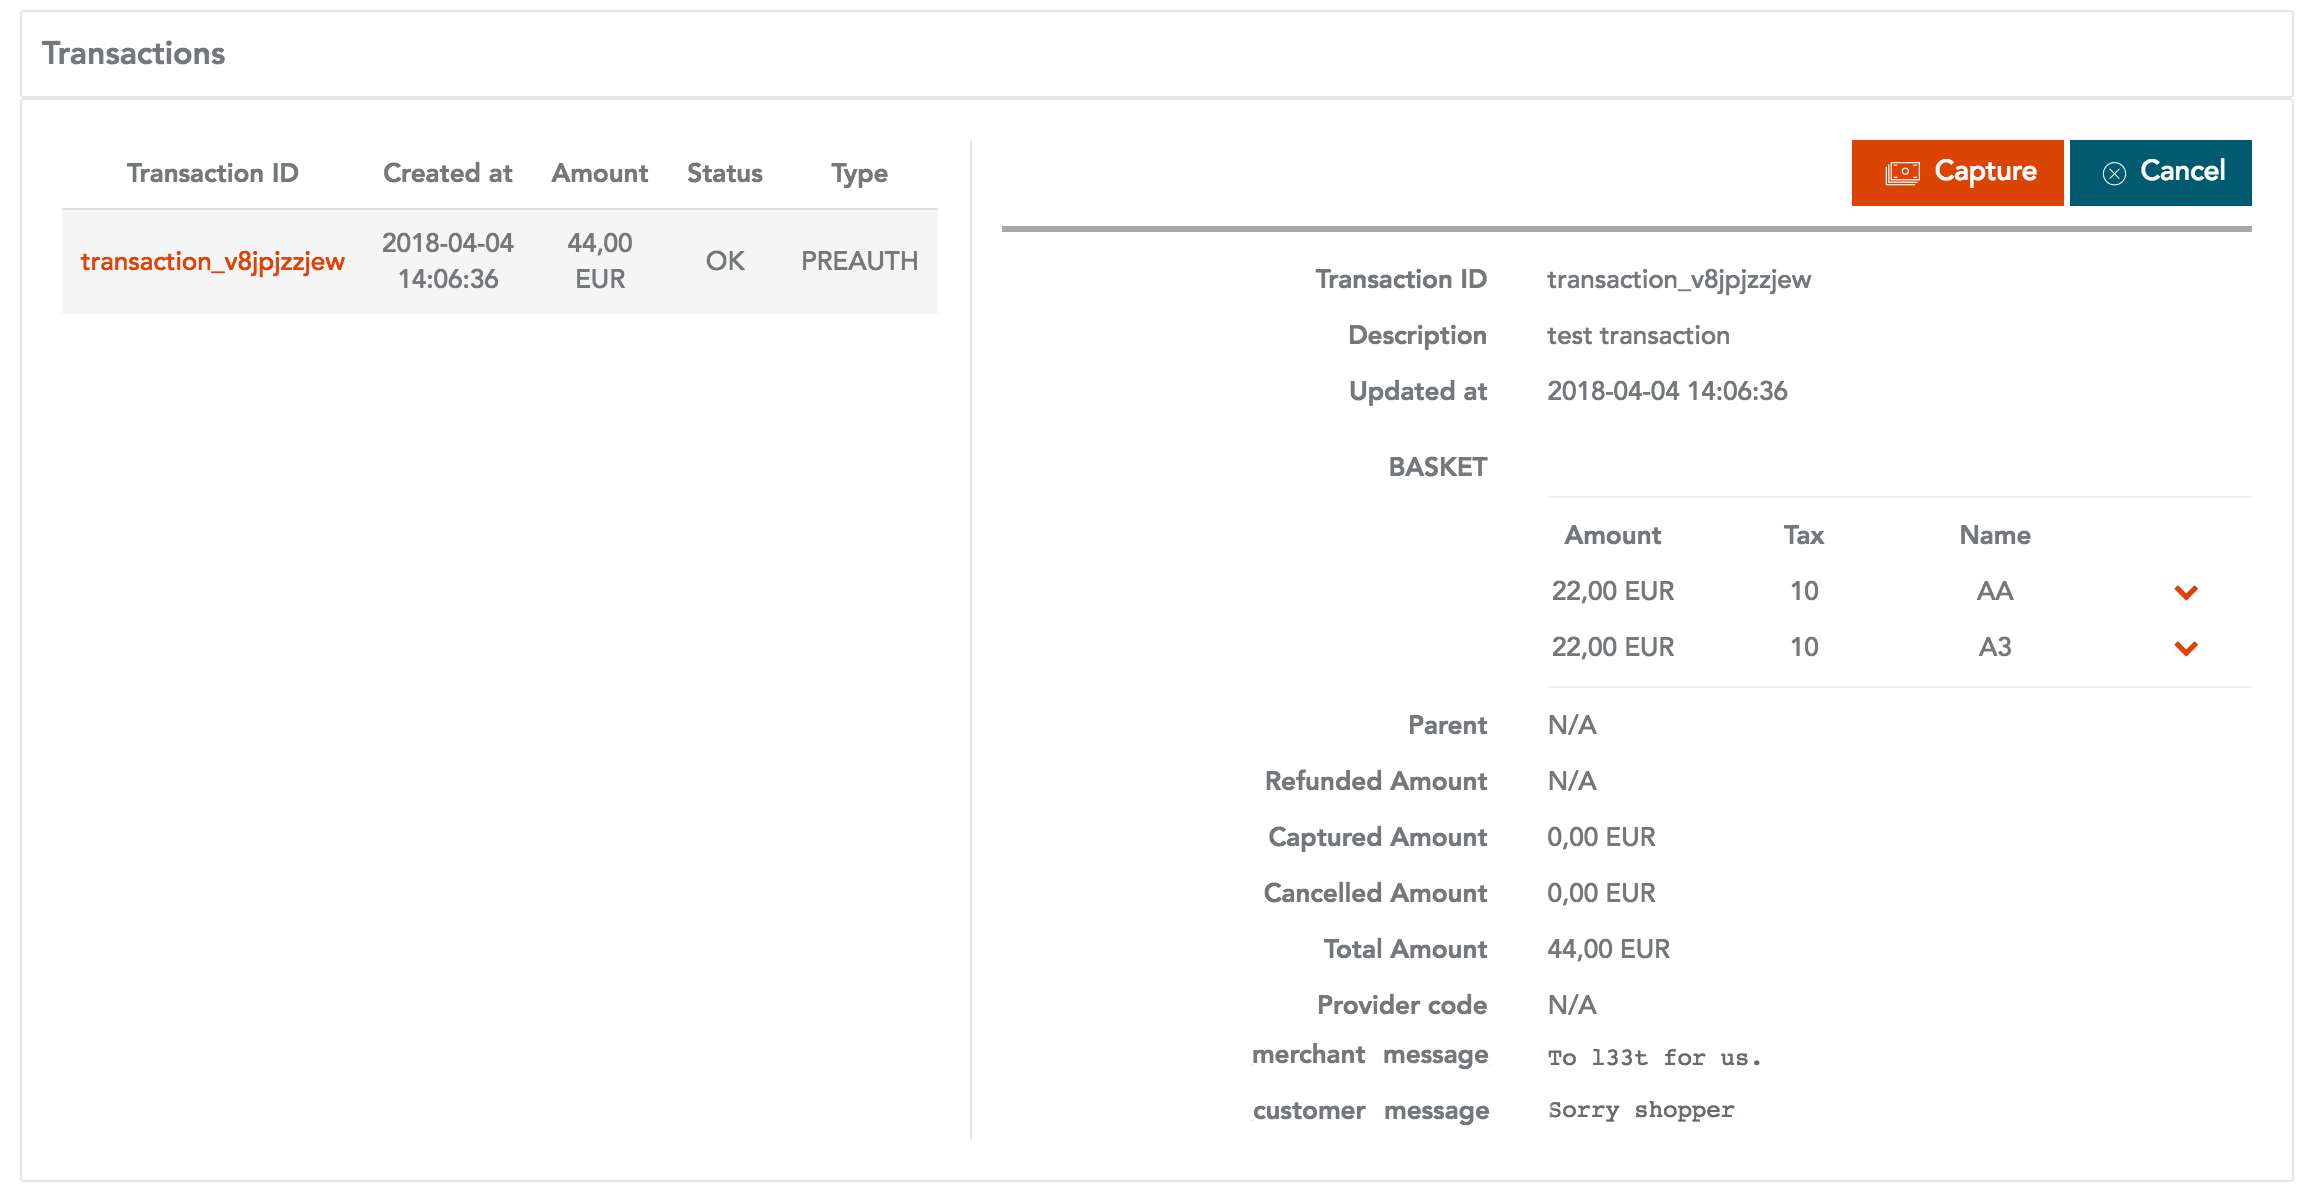 Transactions
Transaction ID Created at Amount Status Type
transaction_v8jpjzzjew 2018-04-04 14:06:36 44,00 EUR OK PREAUTH
Capture Cancel
Transaction ID transaction_v8jpjzzjew
Description test transaction
Updated at 2018-04-04 14:06:36
BASKET
Amount Tax Name
22,00 EUR 10 AA
22,00 EUR 10 A3
Parent N/A
Refunded Amount N/A
Captured Amount 0,00 EUR
Cancelled Amount 0,00 EUR
Total Amount 44,00 EUR
Provider code N/A
merchant message To l33t for us.
customer message Sorry shopper